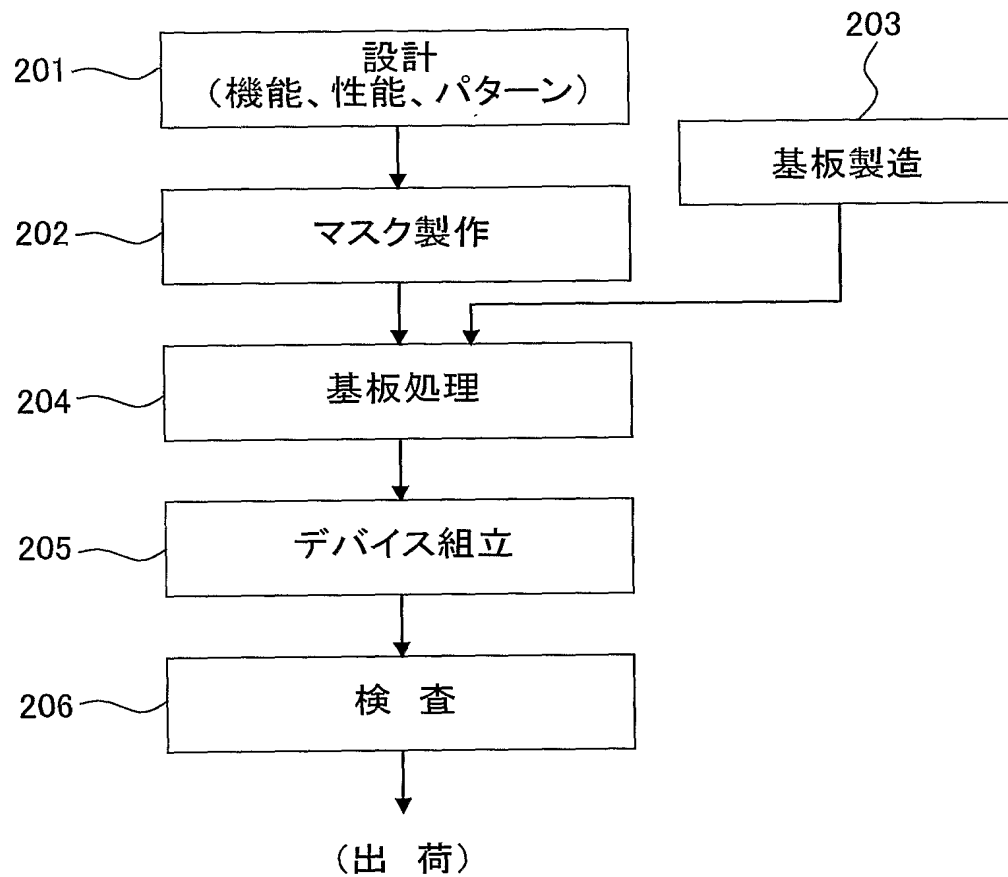 201
設計
(機能、性能、パターン)
203
基板製造
202
マスク製作
204
基板処理
205
デバイス組立
206
検 査
(出 荷)